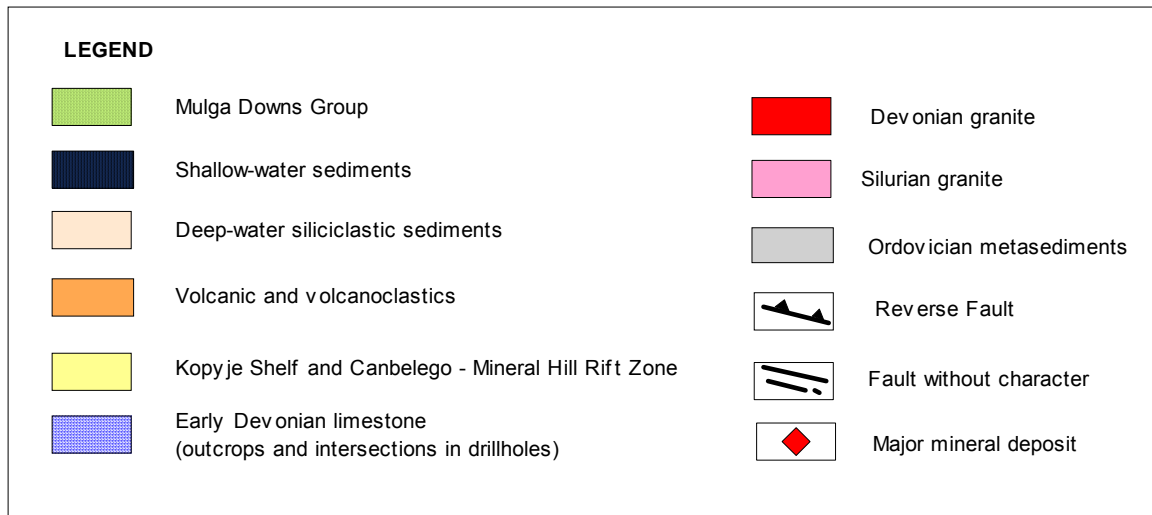 LEGEND
Mulga Downs Group
Shallow-water sediments
Deep-water siliciclastic sediments
Volcanic and volcanoclastics
Kopyje Shelf and Canbelego - Mineral Hill Rift Zone
Early Devonian limestone
(outcrops and intersections in drillholes)
Devonian granite
Silurian granite
Ordovician metasediments
Reverse Fault
Fault without character
Major mineral deposit